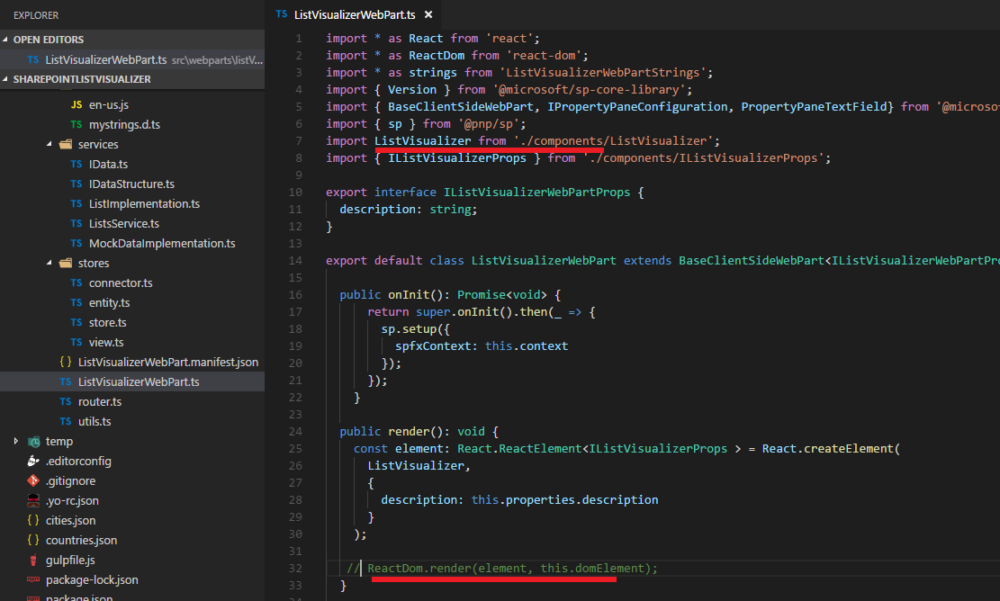 EXPLORER
OPEN EDITORS
TS ListVisualizerWebPart.ts src\webparts\listV...
SHAREPOINTLISTVISUALIZER
JS en-us.js
TS mystrings.d.ts
services
TS IData.ts
TS IDataStructure.ts
TS ListImplementation.ts
TS ListsService.ts
TS MockDataImplementation.ts
stores
TS connector.ts
TS entity.ts
TS store.ts
TS view.ts
{ } ListVisualizerWebPart.manifest.json
TS ListVisualizerWebPart.ts
TS router.ts
TS utils.ts
temp
.editorconfig
.gitignore
.yo-rc.json
{ } cities.json
{ } countries.json
gulpfile.js
package-lock.json
package.json
TS ListVisualizerWebPart.ts ×
1 import * as React from 'react';
2 import * as ReactDom from 'react-dom';
3 import * as strings from 'ListVisualizerWebPartStrings';
4 import { Version } from '@microsoft/sp-core-library';
5 import { BaseClientSideWebPart, IPropertyPaneConfiguration, PropertyPaneTextField} from '@microso
6 import { sp } from '@pnp/sp';
7 import ListVisualizer from './components/ListVisualizer';
8 import { IListVisualizerProps } from './components/IListVisualizerProps';
9
10 export interface IListVisualizerWebPartProps {
11 description: string;
12 }
13
14 export default class ListVisualizerWebPart extends BaseClientSideWebPart<IListVisualizerWebPartPro
15
16 public onInit(): Promise<void> {
17 return super.onInit().then(_ => {
18 sp.setup({
19 spfxContext: this.context
20 });
21 });
22 }
23
24 public render(): void {
25 const element: React.ReactElement<IListVisualizerProps > = React.createElement(
26 ListVisualizer,
27 {
28 description: this.properties.description
29 }
30 );
31
32 // ReactDom.render(element, this.domElement);
33 }